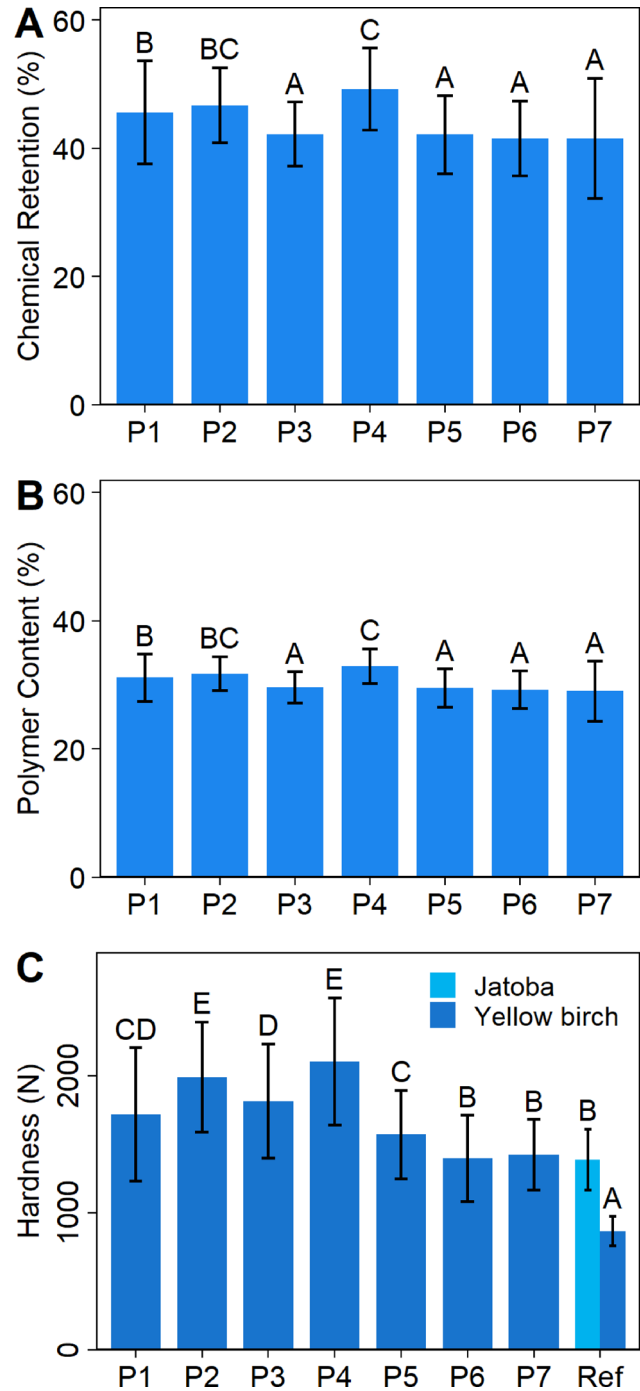 A
Chemical Retention (%)
60
40
20
0
B BC A C A A A
P1 P2 P3 P4 P5 P6 P7
B
Polymer Content (%)
60
40
20
0
B BC A C A A A
P1 P2 P3 P4 P5 P6 P7
C
Hardness (N)
2000
1000
0
Jatoba
Yellow birch
CD E D E C B B B A
P1 P2 P3 P4 P5 P6 P7 Ref